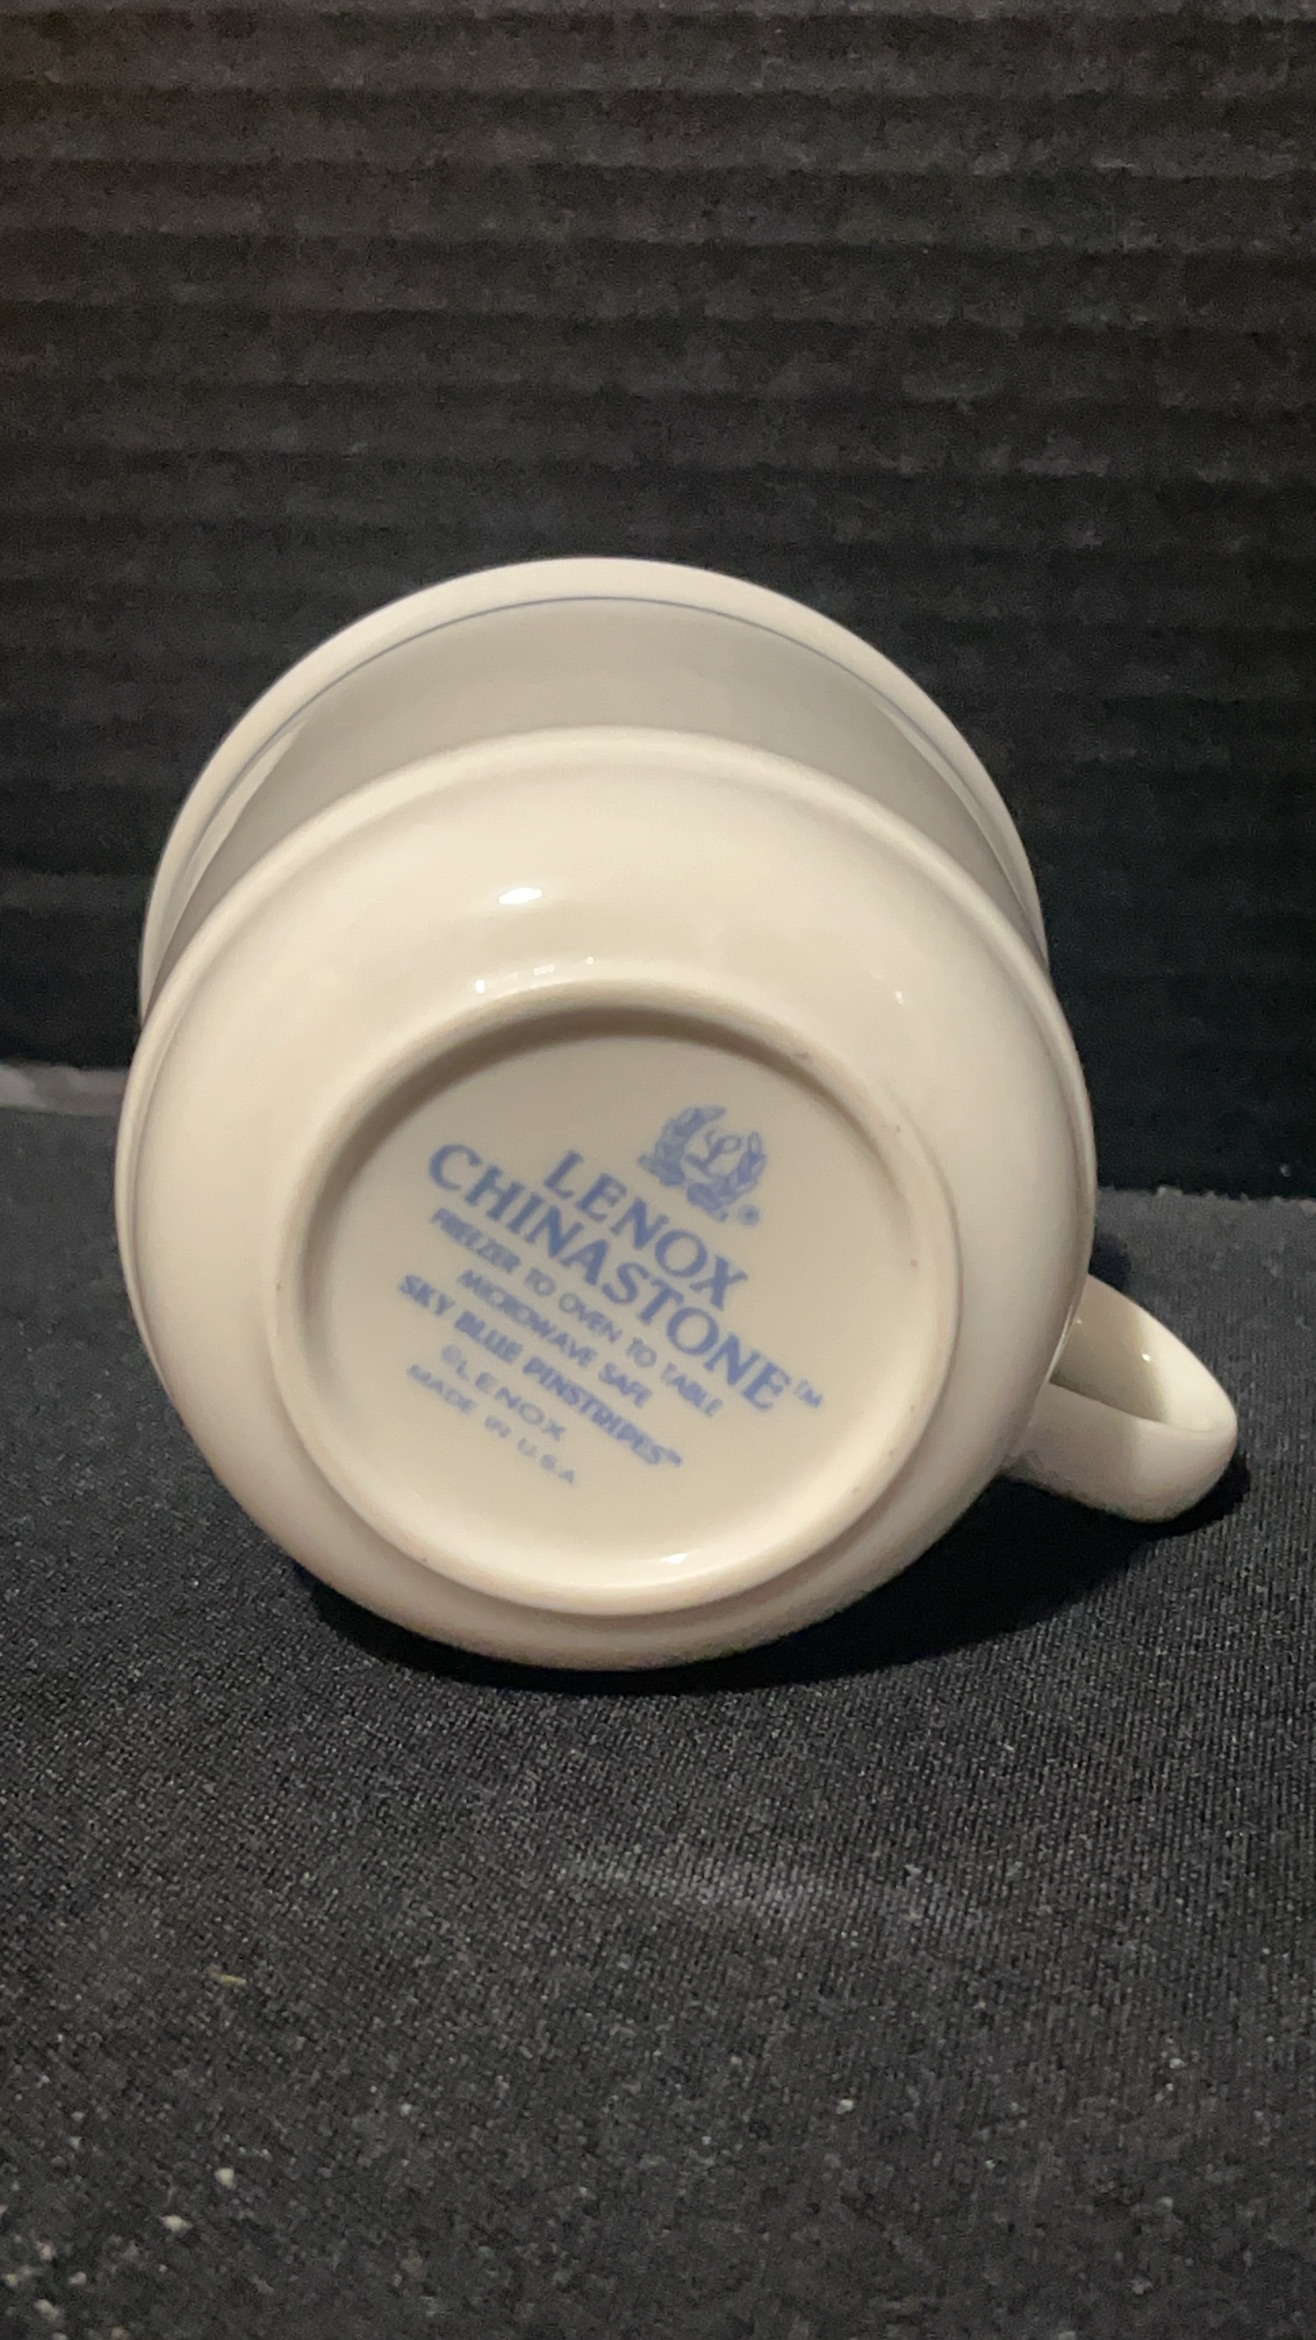 L ®
LENOX
CHINASTONE™
FREEZER TO OVEN TO TABLE
MICROWAVE SAFE
SKY BLUE PINSTRIPES™
©LENOX
MADE IN U.S.A